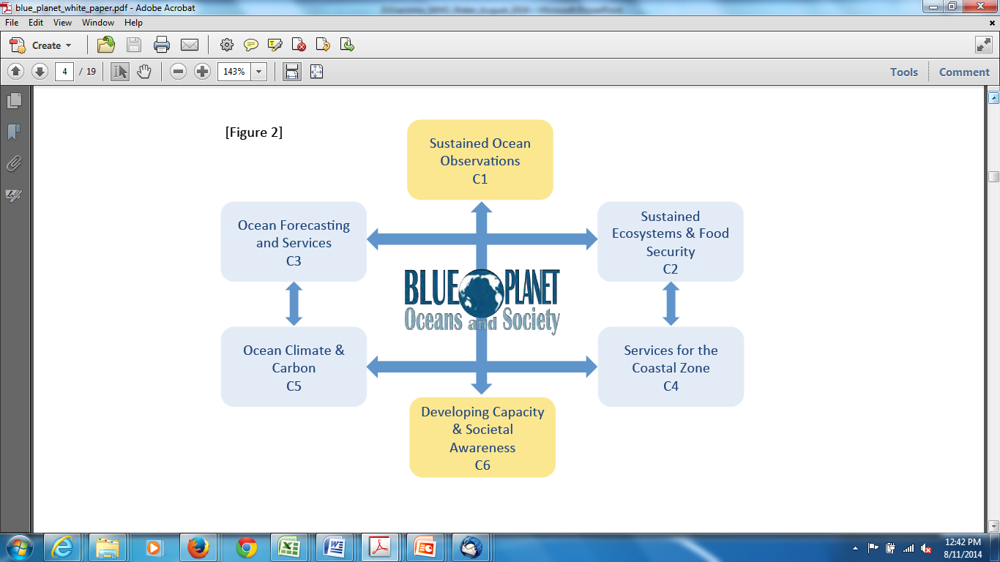 blue_planet_white_paper.pdf - Adobe Acrobat
File Edit View Window Help
Create
4 / 19 143% Tools Comment
[Figure 2]
Sustained Ocean
Observations
C1
Ocean Forecasting
and Services
C3
Sustained
Ecosystems & Food
Security
C2
BLUE PLANET
Oceans and Society
Ocean Climate &
Carbon
C5
Services for the
Coastal Zone
C4
Developing Capacity
& Societal
Awareness
C6
12:42 PM
8/11/2014